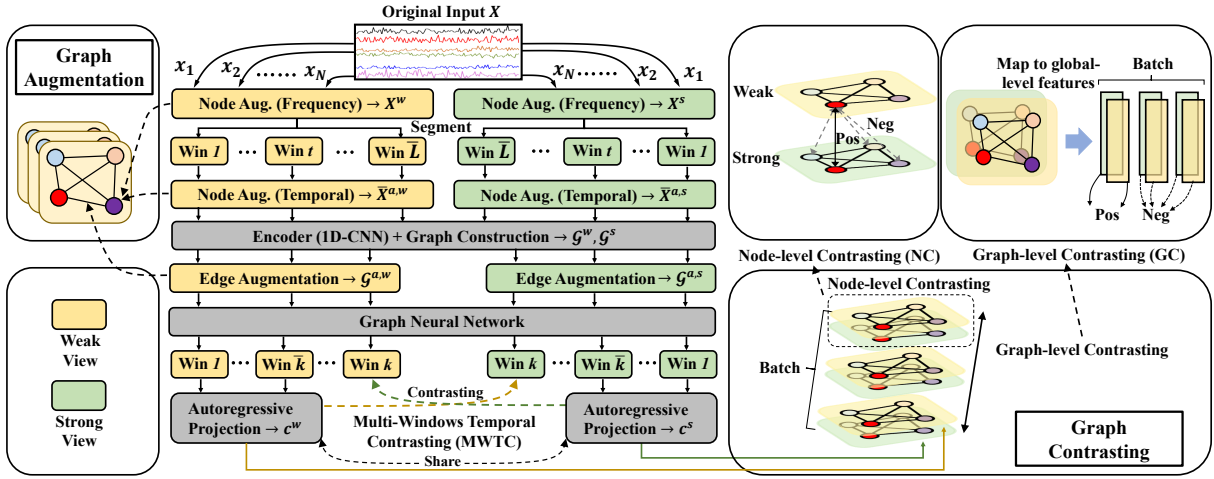 Original Input X
Graph
Augmentation
x₁ x₂ ...... x_N
x_N ...... x₂ x₁
Node Aug. (Frequency) → X^w
Node Aug. (Frequency) → X^s
Segment
Win 1 ... Win t ... Win L̅
Win L̅ ... Win t ... Win 1
Node Aug. (Temporal) → X̅^{a,w}
Node Aug. (Temporal) → X̅^{a,s}
Encoder (1D-CNN) + Graph Construction → 𝒢^w, 𝒢^s
Edge Augmentation → 𝒢^{a,w}
Edge Augmentation → 𝒢^{a,s}
Graph Neural Network
Win 1 ... Win k̅ ... Win k
Win k ... Win k̅ ... Win 1
Contrasting
Autoregressive
Projection → c^w
Multi-Windows Temporal
Contrasting (MWTC)
Share
Autoregressive
Projection → c^s
Weak
View
Strong
View
Weak
Neg
Pos
Strong
Node-level Contrasting (NC)
Map to global-
level features
Batch
Pos
Neg
Graph-level Contrasting (GC)
Node-level Contrasting
Batch
Graph-level Contrasting
Graph
Contrasting